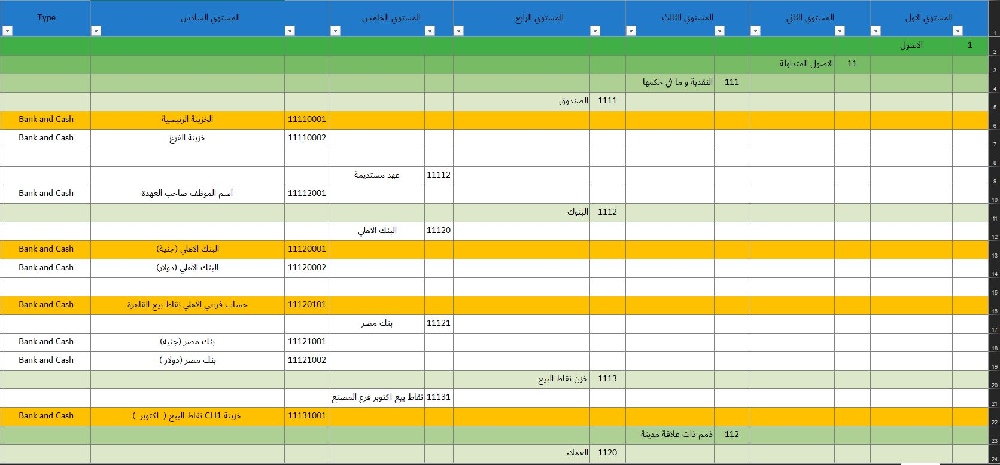 المستوي الاول المستوي الثاني المستوي الثالث المستوي الرابع المستوي الخامس المستوي السادس Type
1
2 1 الاصول
3 11 الاصول المتداولة
4 111 النقدية و ما في حكمها
5 1111 الصندوق
6 11110001 الخزينة الرئيسية Bank and Cash
7 11110002 خزينة الفرع Bank and Cash
8
9 11112 عهد مستديمة
10 11112001 اسم الموظف صاحب العهدة Bank and Cash
11 1112 البنوك
12 11120 البنك الاهلي
13 11120001 البنك الاهلي (جنية) Bank and Cash
14 11120002 البنك الاهلي (دولار) Bank and Cash
15
16 11120101 حساب فرعي الاهلي نقاط بيع القاهرة Bank and Cash
17 11121 بنك مصر
18 11121001 بنك مصر (جنيه) Bank and Cash
19 11121002 بنك مصر (دولار ) Bank and Cash
20 1113 خزن نقاط البيع
21 11131 نقاط بيع اكتوبر فرع المصنع
22 11131001 خزينة CH1 نقاط البيع ( اكتوبر ) Bank and Cash
23 112 ذمم ذات علاقة مدينة
24 1120 العملاء